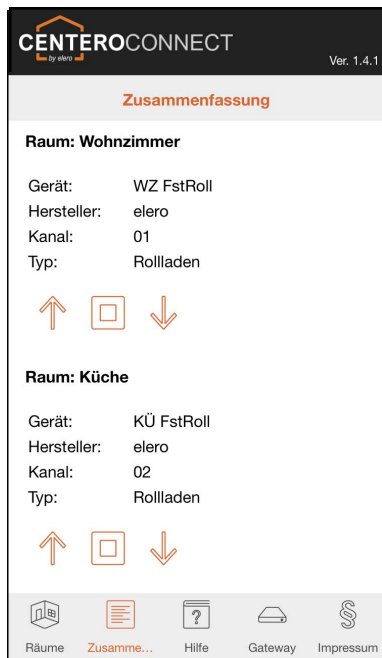 CENTEROCONNECT
by elero
Ver. 1.4.1
Zusammenfassung
Raum: Wohnzimmer
Gerät: WZ FstRoll
Hersteller: elero
Kanal: 01
Typ: Rollladen
Raum: Küche
Gerät: KÜ FstRoll
Hersteller: elero
Kanal: 02
Typ: Rollladen
? §
Räume Zusamme... Hilfe Gateway Impressum